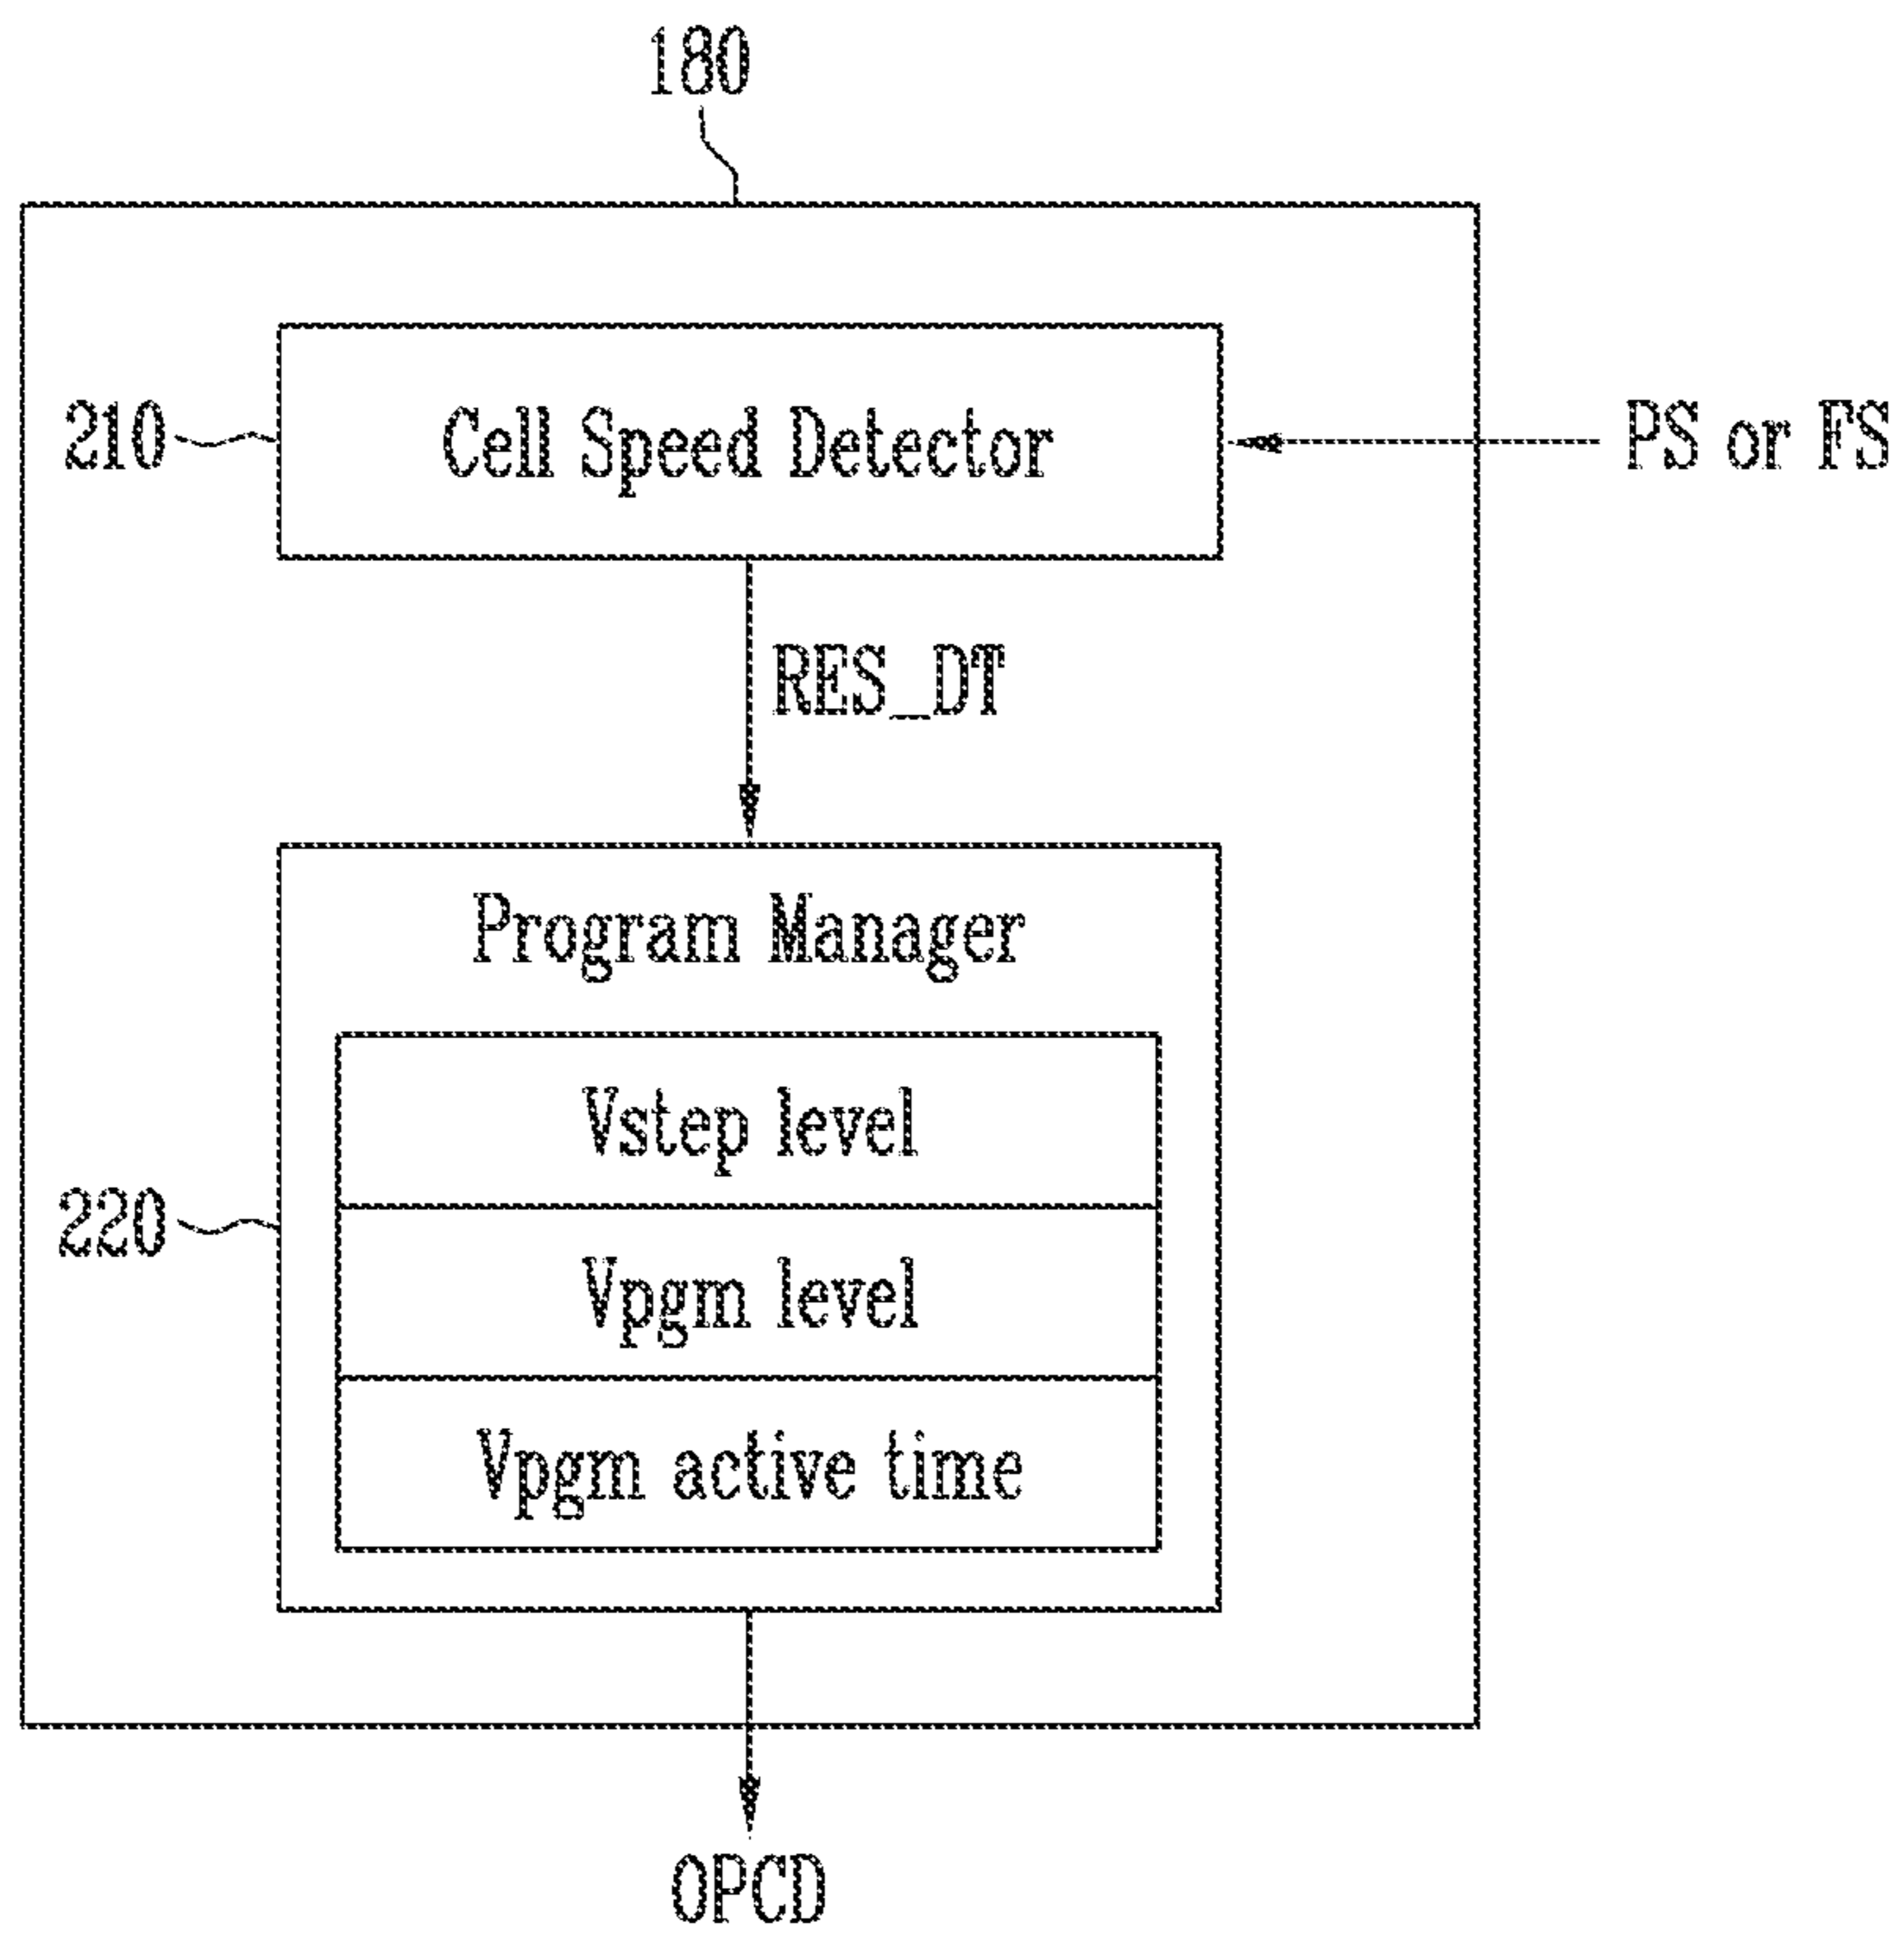 180
210
Cell Speed Detector
PS or FS
RES_DT
Program Manager
Vstep level
220
Vpgm level
Vpgm active time
OPCD